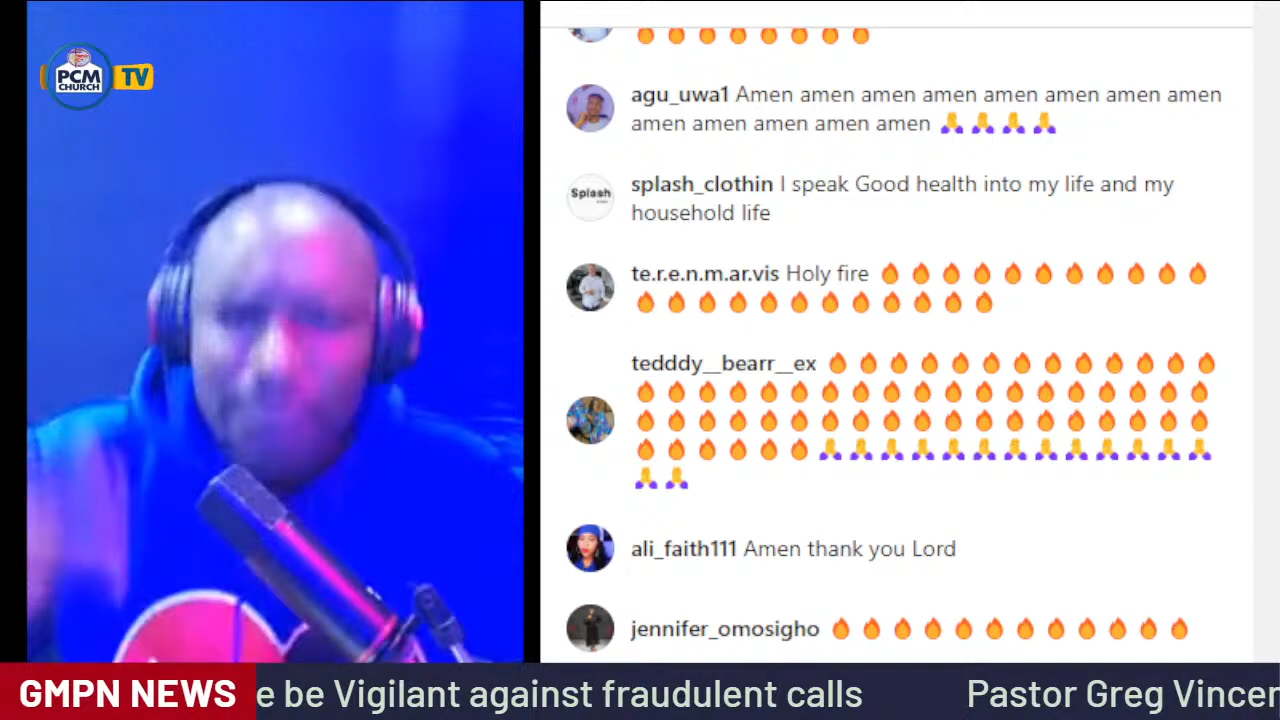 PCM
CHURCH
TV
🔥 🔥 🔥 🔥 🔥 🔥 🔥 🔥
agu_uwa1 Amen amen amen amen amen amen amen amen
amen amen amen amen amen 🙏 🙏 🙏 🙏
Splash
splash_clothin I speak Good health into my life and my
household life
te.r.e.n.m.ar.vis Holy fire 🔥 🔥 🔥 🔥 🔥 🔥 🔥 🔥 🔥 🔥 🔥
🔥 🔥 🔥 🔥 🔥 🔥 🔥 🔥 🔥 🔥 🔥 🔥
tedddy__bearr__ex 🔥 🔥 🔥 🔥 🔥 🔥 🔥 🔥 🔥 🔥 🔥 🔥 🔥
🔥 🔥 🔥 🔥 🔥 🔥 🔥 🔥 🔥 🔥 🔥 🔥 🔥 🔥 🔥 🔥 🔥 🔥 🔥
🔥 🔥 🔥 🔥 🔥 🔥 🔥 🔥 🔥 🔥 🔥 🔥 🔥 🔥 🔥 🔥 🔥 🔥 🔥
🔥 🔥 🔥 🔥 🔥 🔥 🙏 🙏 🙏 🙏 🙏 🙏 🙏 🙏 🙏 🙏 🙏 🙏 🙏
🙏 🙏
ali_faith111 Amen thank you Lord
jennifer_omosigho 🔥 🔥 🔥 🔥 🔥 🔥 🔥 🔥 🔥 🔥 🔥 🔥
GMPN NEWS e be Vigilant against fraudulent calls Pastor Greg Vincen